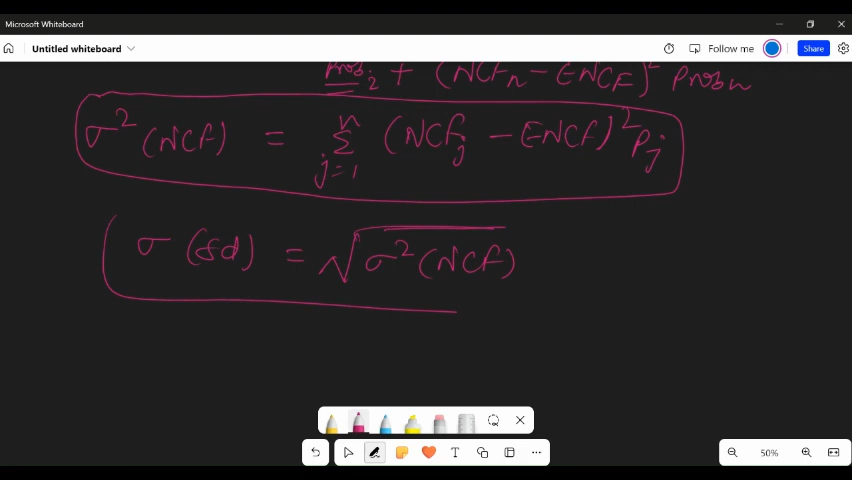 Microsoft Whiteboard
Untitled whiteboard
Follow me
Share
Prob₂ + (NCFₙ − ENCF)² Probₙ
σ² (NCF) = Σ (NCFⱼ − ENCF)² Pⱼ
n
j=1
σ (sd) = √σ² (NCF)
50%